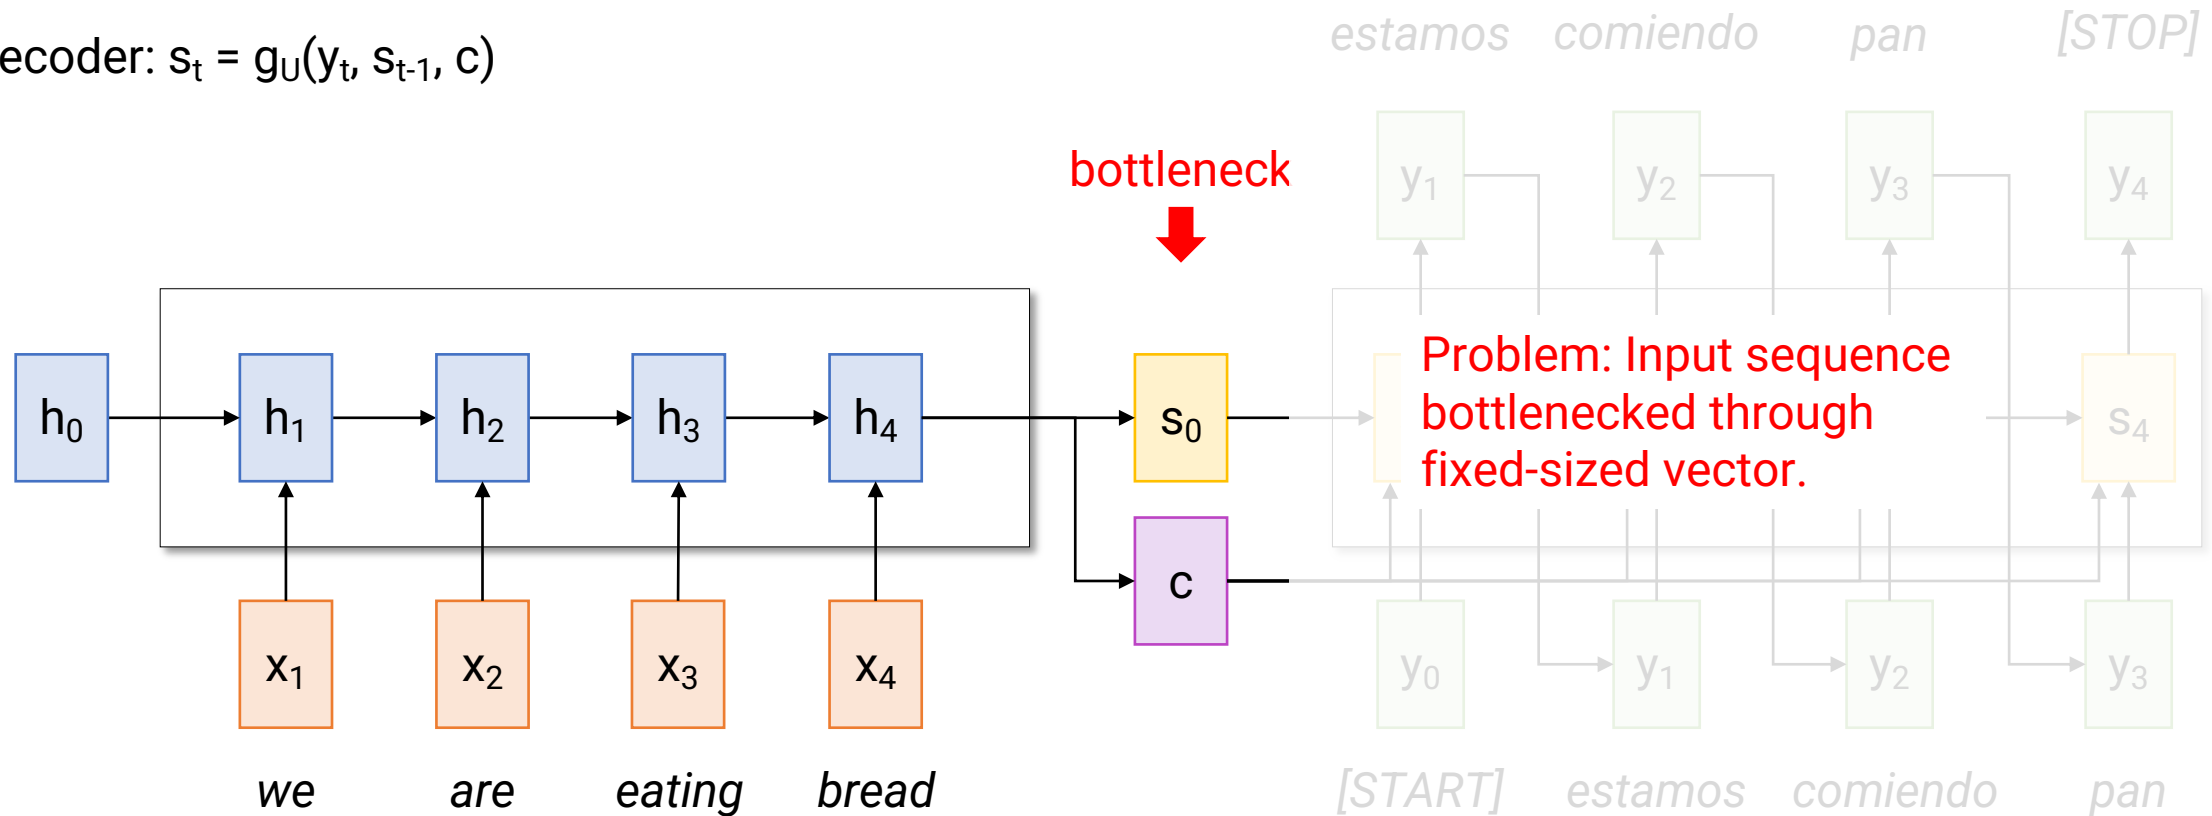 ecoder: sₜ = gᵤ(yₜ, sₜ₋₁, c)
estamos comiendo pan [STOP]
bottleneck
y₁ y₂ y₃ y₄
Problem: Input sequence
bottlenecked through
fixed-sized vector.
h₀ h₁ h₂ h₃ h₄ s₀ s₄
c
x₁ x₂ x₃ x₄ y₀ y₁ y₂ y₃
we are eating bread [START] estamos comiendo pan